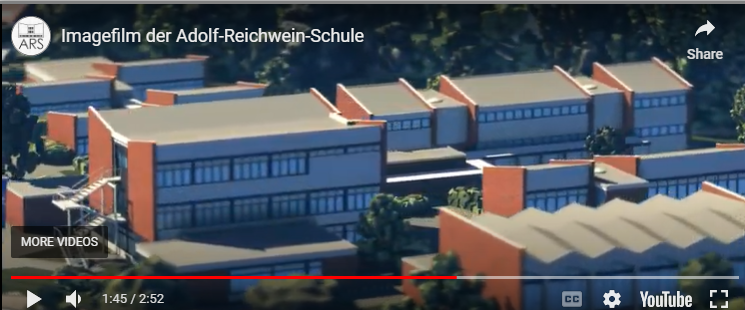 ARS
Imagefilm der Adolf-Reichwein-Schule
Share
MORE VIDEOS
1:45 / 2:52
CC
YouTube